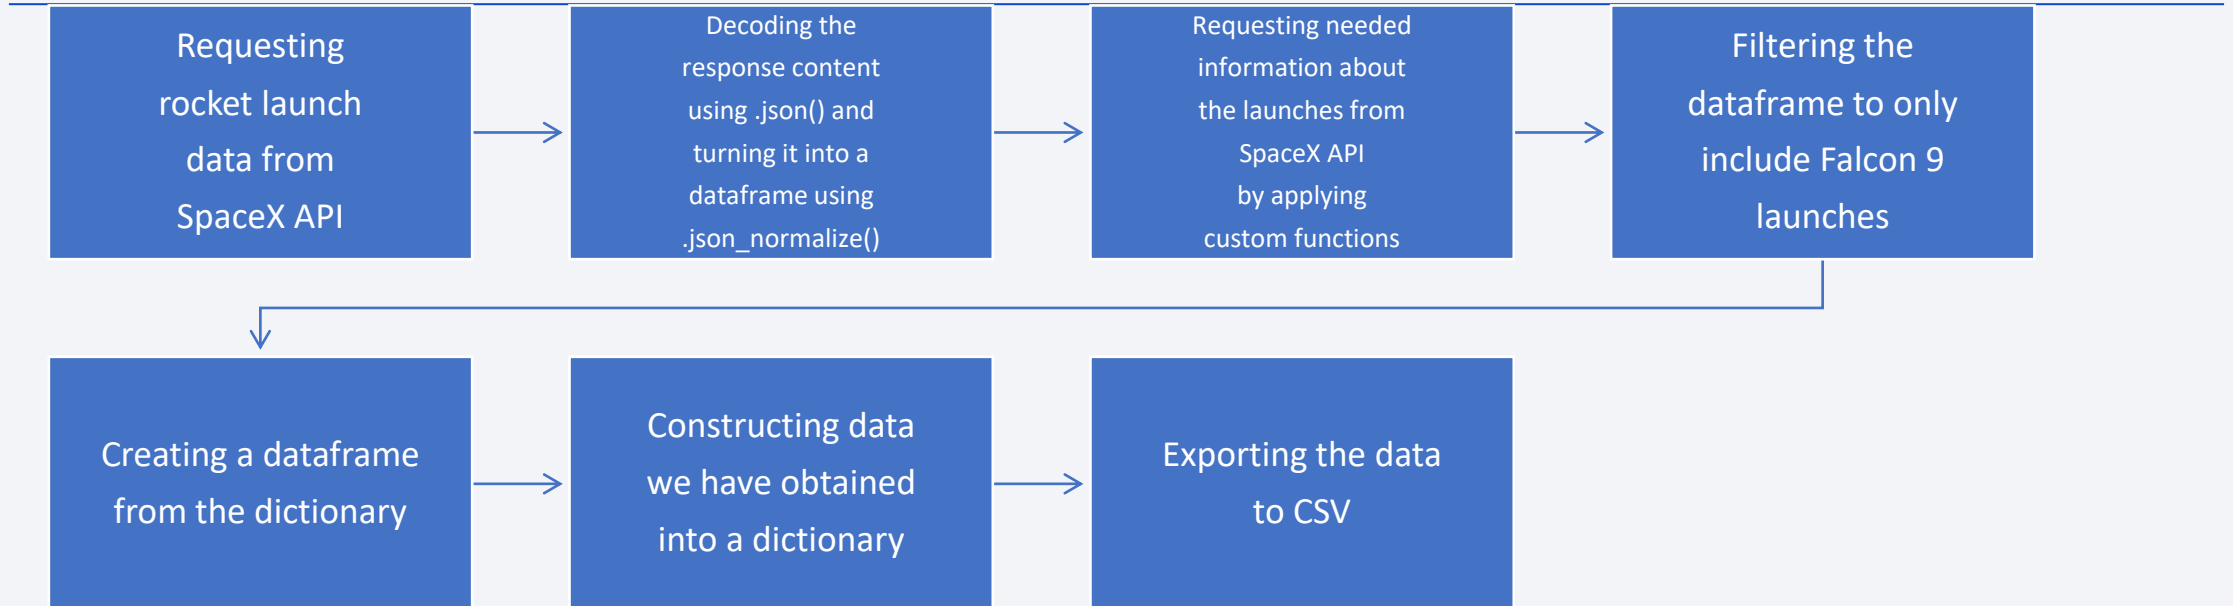 Requesting
rocket launch
data from
SpaceX API
Decoding the
response content
using .json() and
turning it into a
dataframe using
.json_normalize()
Requesting needed
information about
the launches from
SpaceX API
by applying
custom functions
Filtering the
dataframe to only
include Falcon 9
launches
Creating a dataframe
from the dictionary
Constructing data
we have obtained
into a dictionary
Exporting the data
to CSV